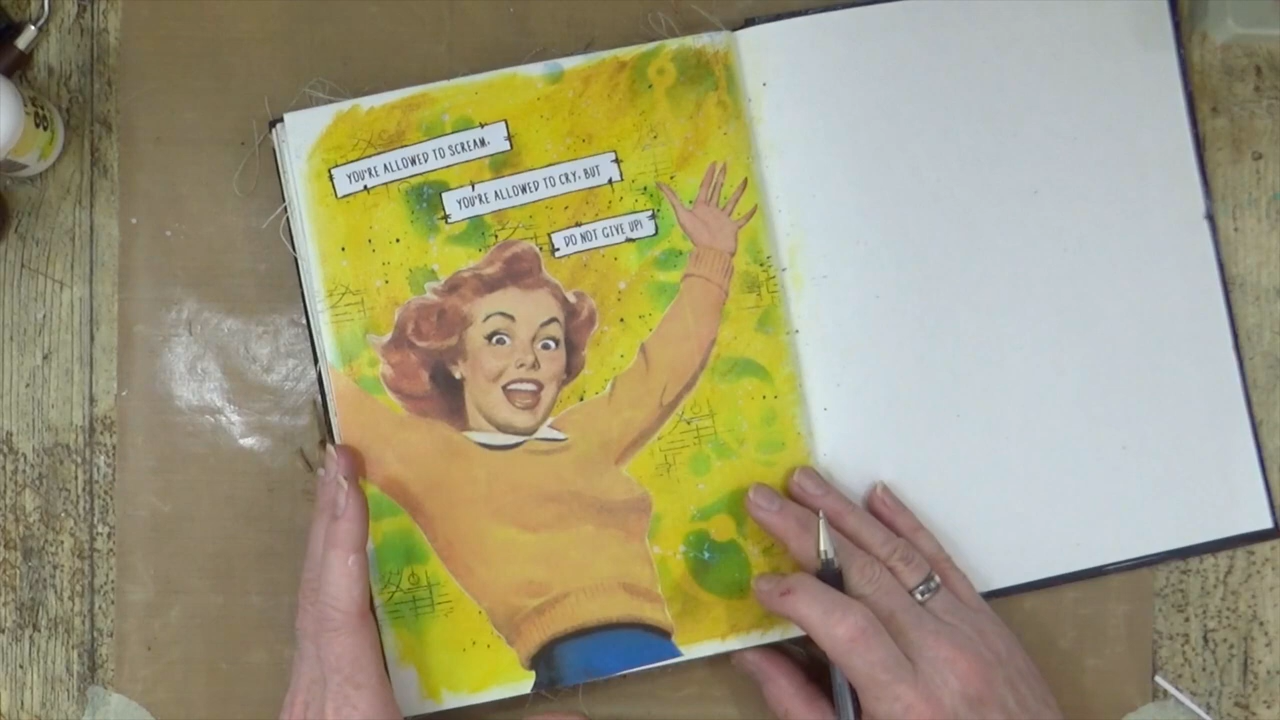 YOU'RE ALLOWED TO SCREAM,
YOU'RE ALLOWED TO CRY, BUT
DO NOT GIVE UP!